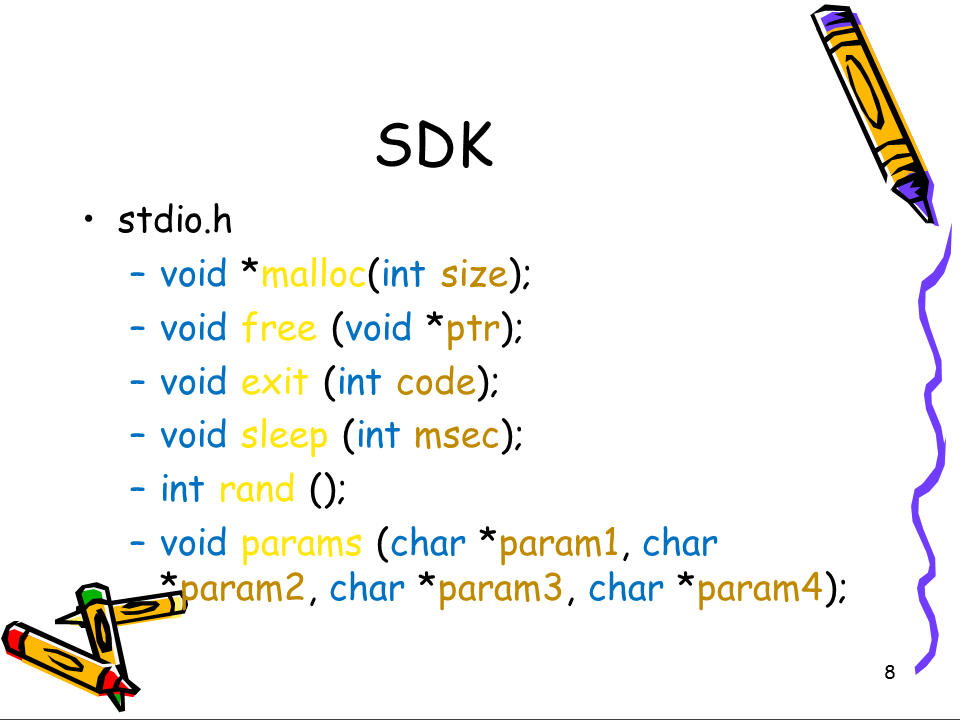 SDK
• stdio.h
– void *malloc(int size);
– void free (void *ptr);
– void exit (int code);
– void sleep (int msec);
– int rand ();
– void params (char *param1, char
*param2, char *param3, char *param4);
8